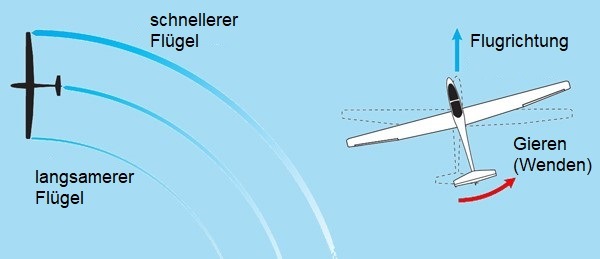 schnellerer
Flügel
langsamerer
Flügel
Flugrichtung
Gieren
(Wenden)